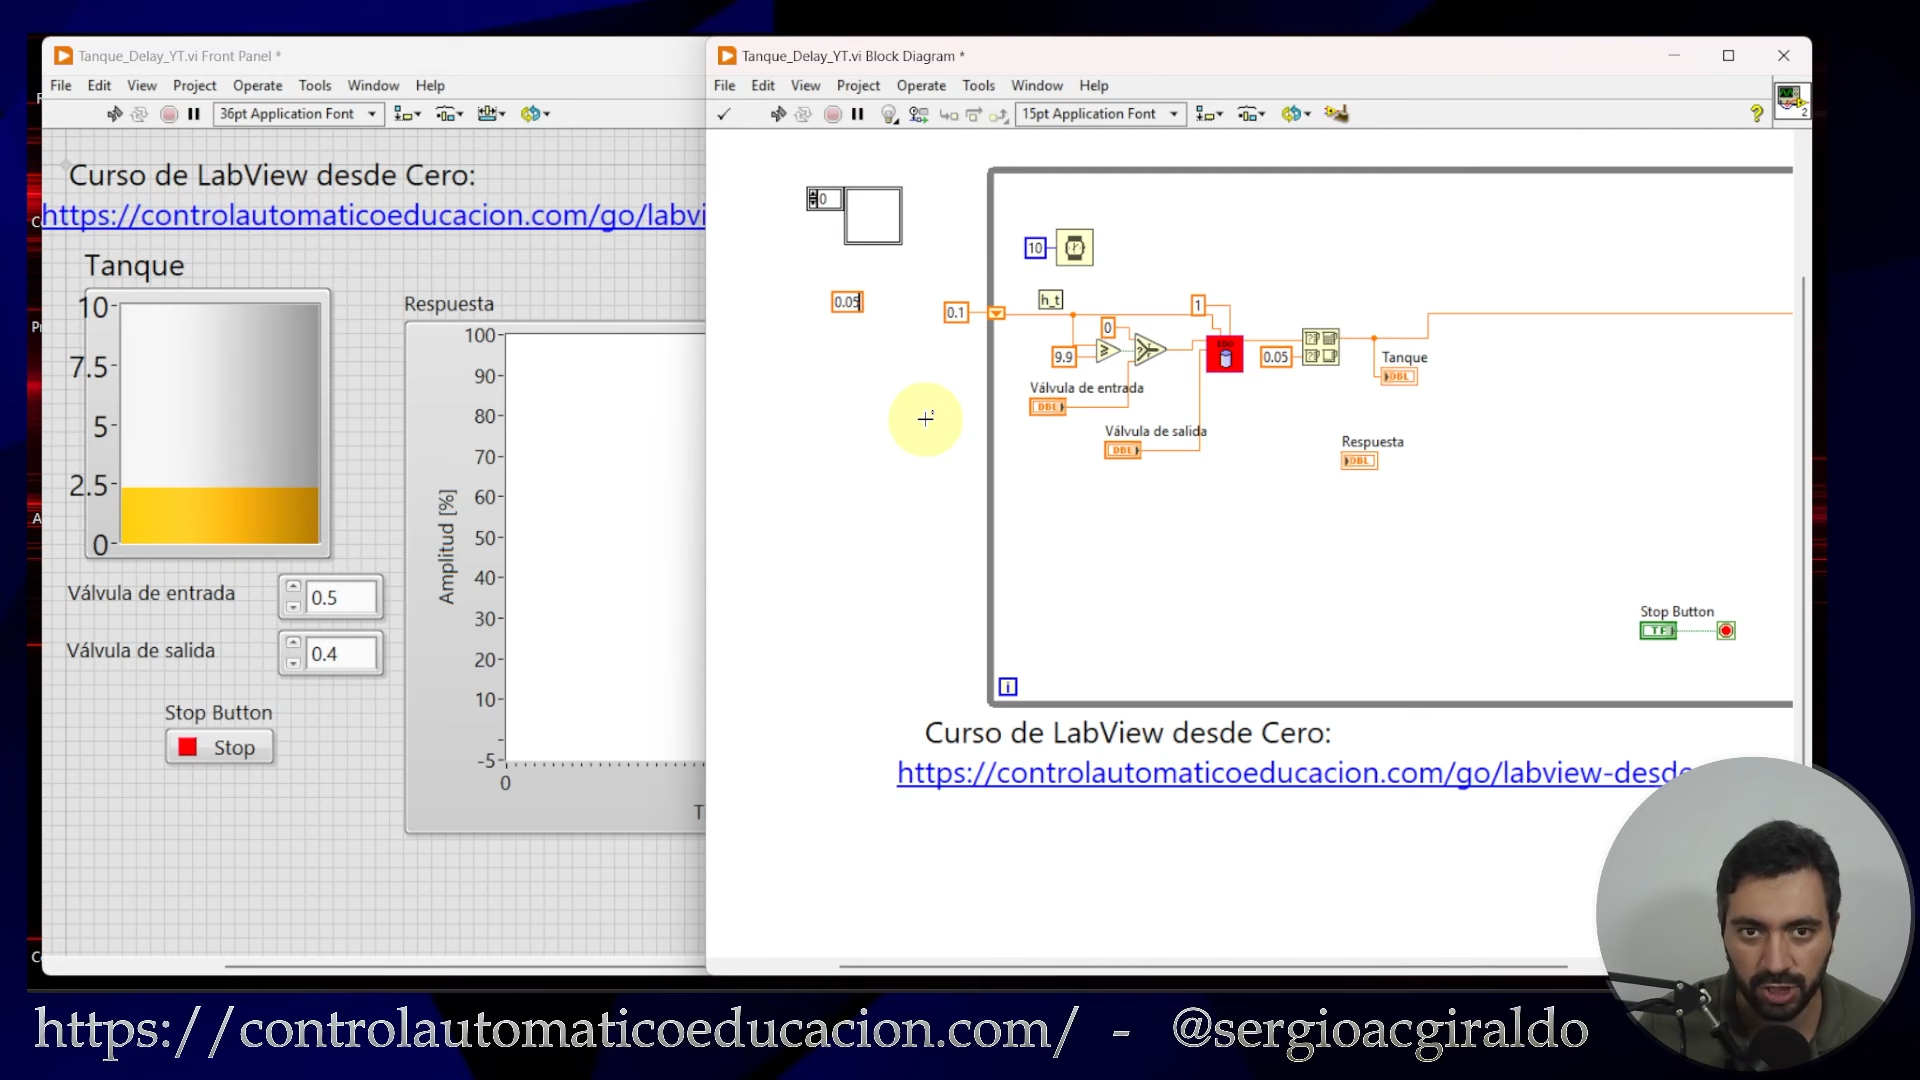 Tanque_Delay_YT.vi Front Panel *
File Edit View Project Operate Tools Window Help
36pt Application Font
Curso de LabView desde Cero:
https://controlautomaticoeducacion.com/go/labvi
Tanque
10
7.5
5
2.5
0
Respuesta
100
90
80
70
60
50
40
30
20
10
-5
0
Amplitud [%]
T
Válvula de entrada
0.5
Válvula de salida
0.4
Stop Button
Stop
Tanque_Delay_YT.vi Block Diagram *
File Edit View Project Operate Tools Window Help
15pt Application Font
2
0
10
0.05
0.1
h_t
1
0
9.9
0.05
Tanque
DBL
Válvula de entrada
DBL
Válvula de salida
DBL
Respuesta
DBL
Stop Button
TF
i
Curso de LabView desde Cero:
https://controlautomaticoeducacion.com/go/labview-desde
https://controlautomaticoeducacion.com/ - @sergioacgiraldo